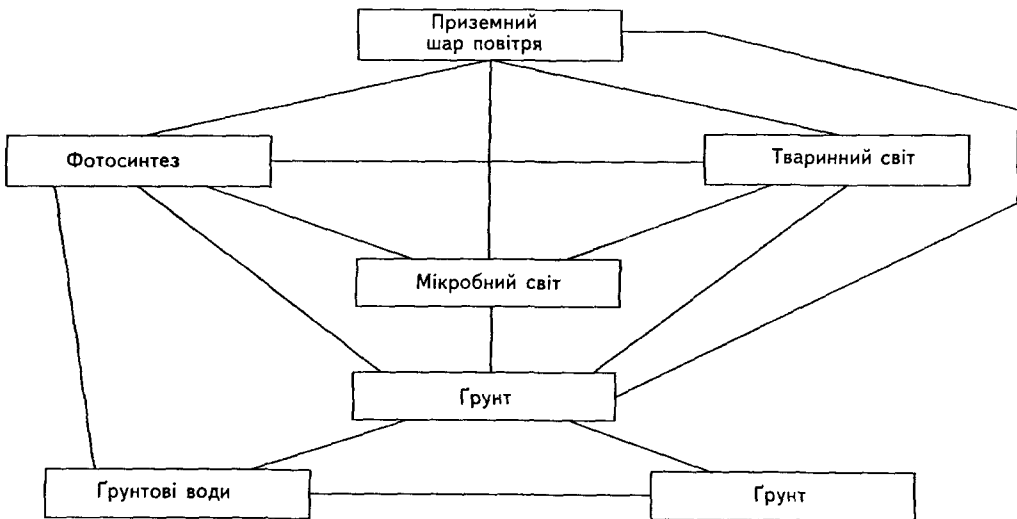 Приземний
шар повітря
Фотосинтез
Тваринний світ
Мікробний світ
Ґрунт
Ґрунтові води
Ґрунт